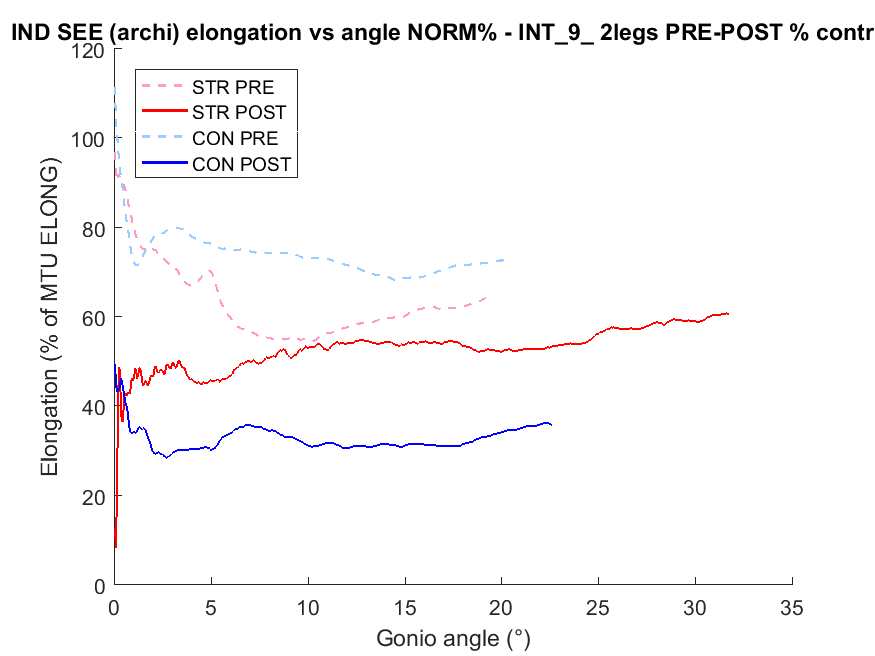 IND SEE (archi) elongation vs angle NORM% - INT_9_ 2legs PRE-POST % contr
120
100
80
60
40
20
0
Elongation (% of MTU ELONG)
STR PRE
STR POST
CON PRE
CON POST
0 5 10 15 20 25 30 35
Gonio angle (°)